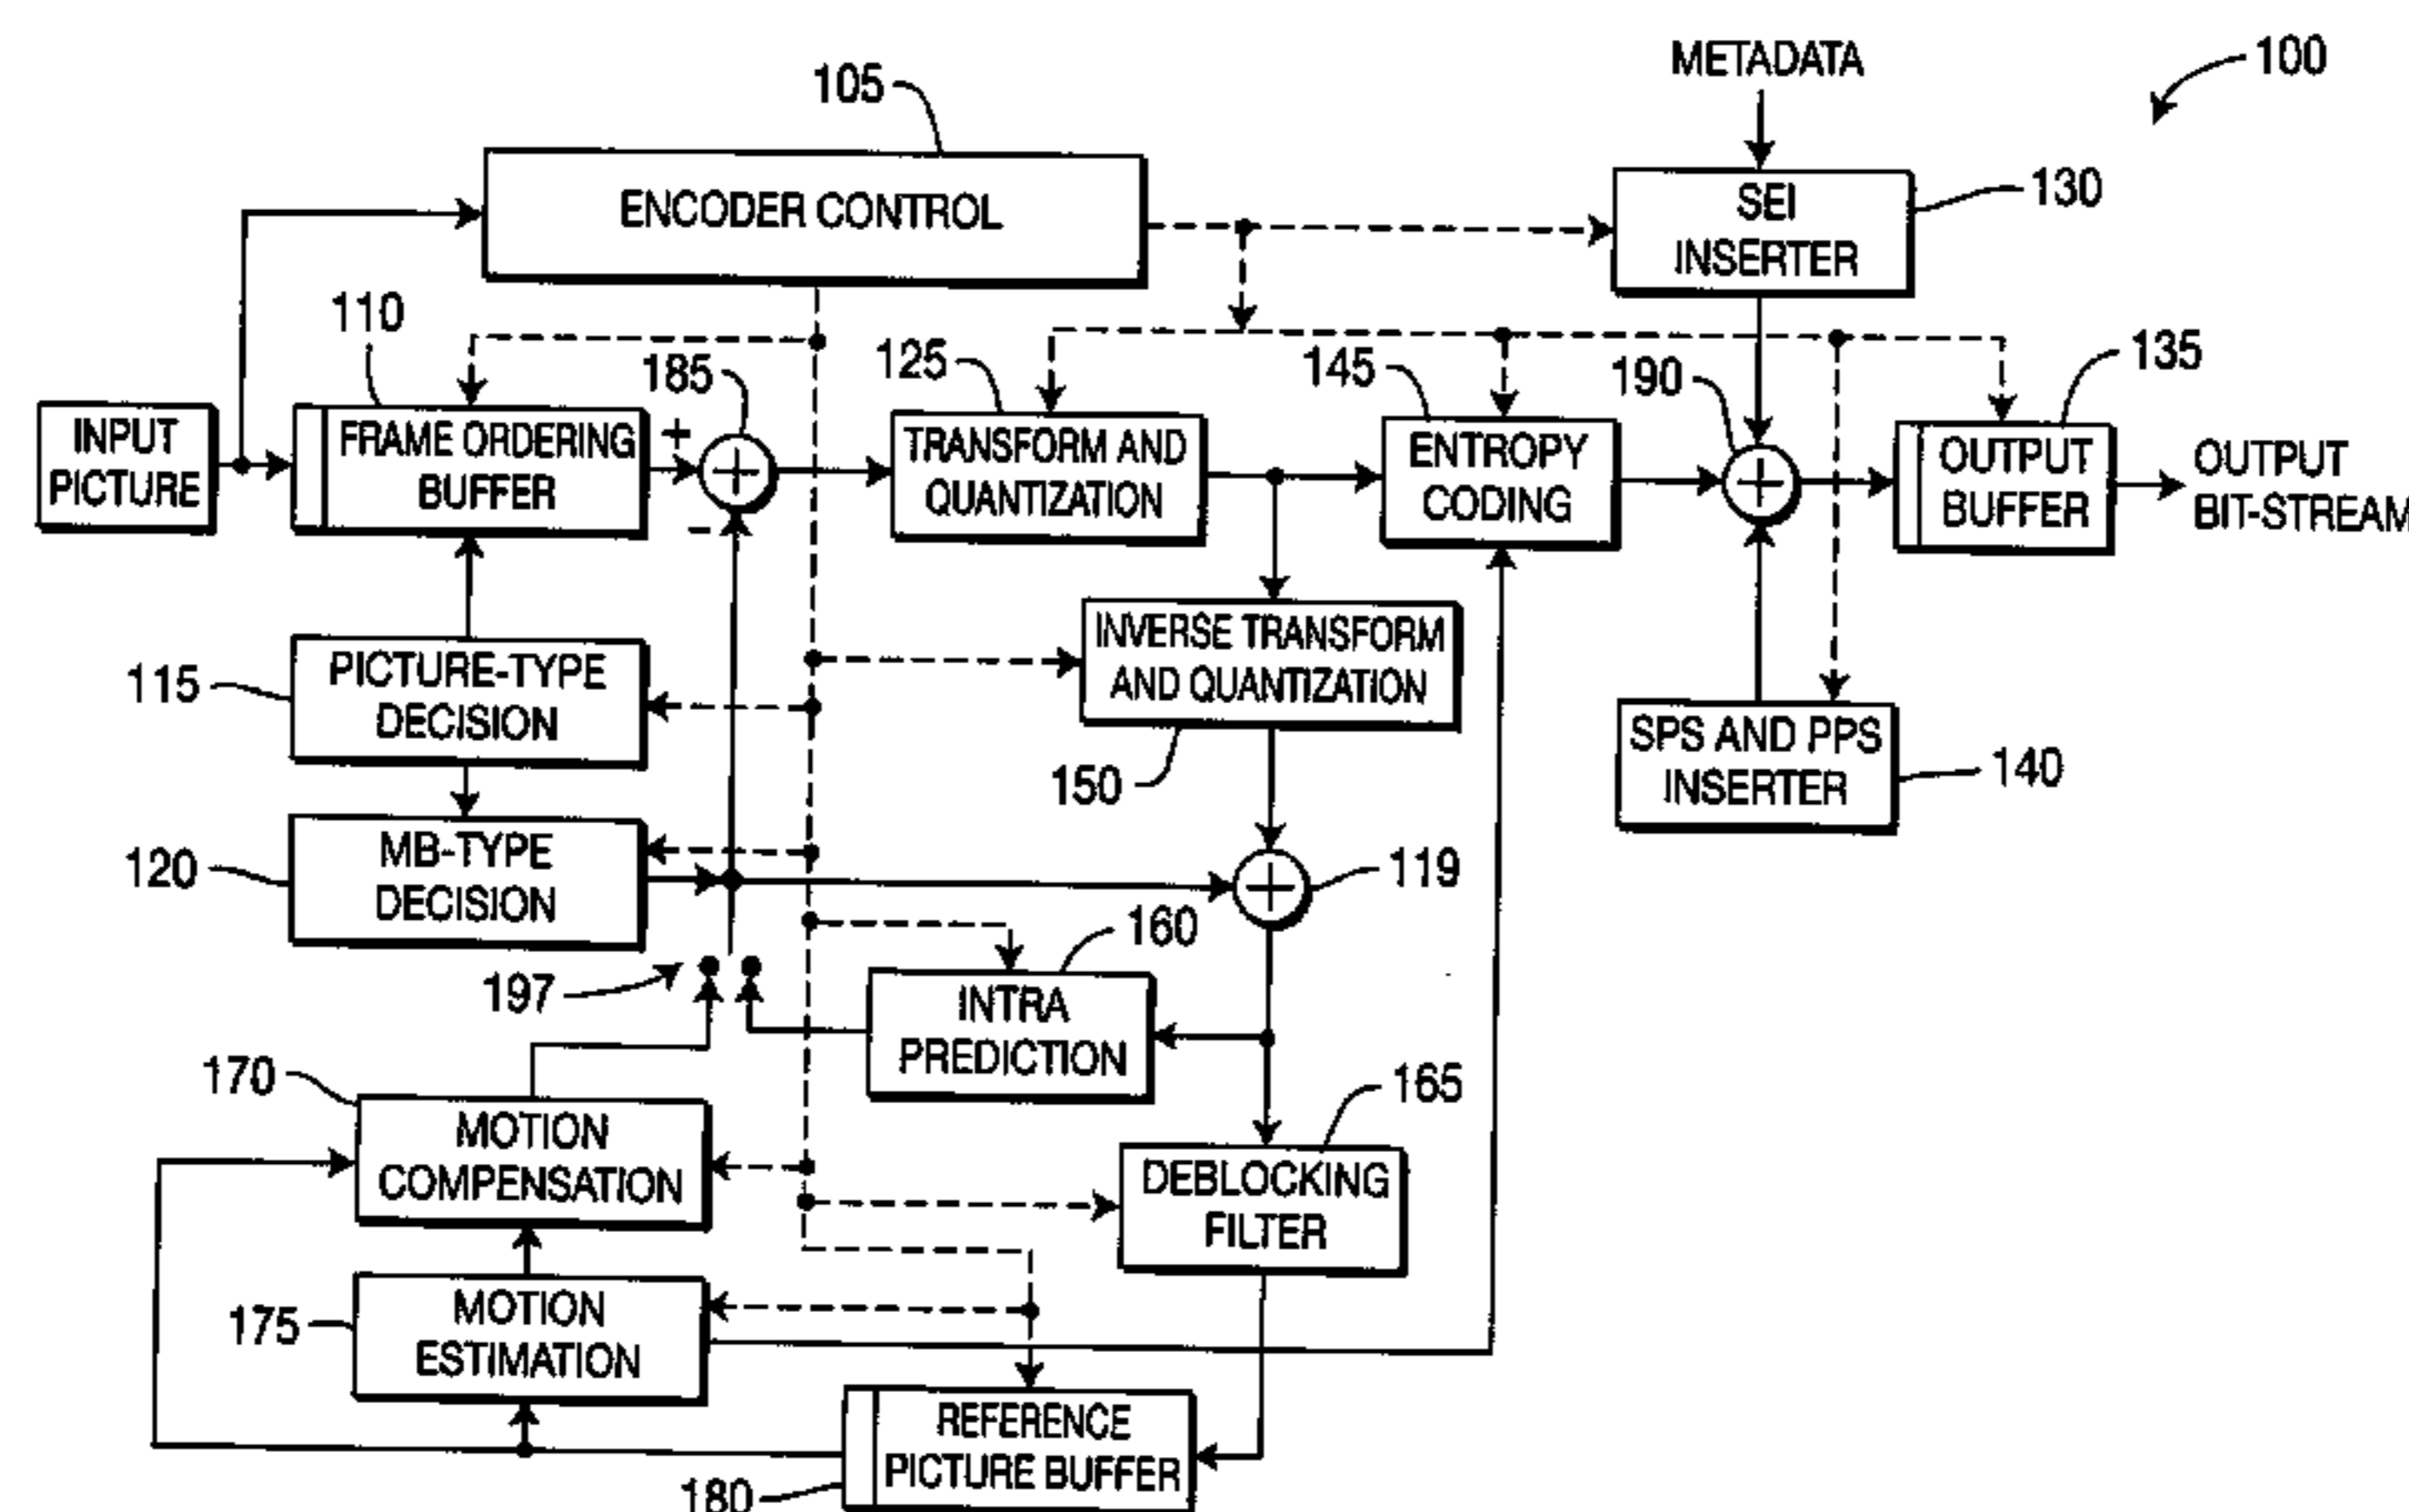 METADATA
100
105
ENCODER CONTROL
SEI
INSERTER
130
110
185
125
145
190
135
INPUT
PICTURE
FRAME ORDERING
BUFFER
+
-
TRANSFORM AND
QUANTIZATION
ENTROPY
CODING
OUTPUT
BUFFER
OUTPUT
BIT-STREAM
115
PICTURE-TYPE
DECISION
INVERSE TRANSFORM
AND QUANTIZATION
150
SPS AND PPS
INSERTER
140
120
MB-TYPE
DECISION
119
197
160
INTRA
PREDICTION
170
MOTION
COMPENSATION
165
DEBLOCKING
FILTER
175
MOTION
ESTIMATION
REFERENCE
PICTURE BUFFER
180